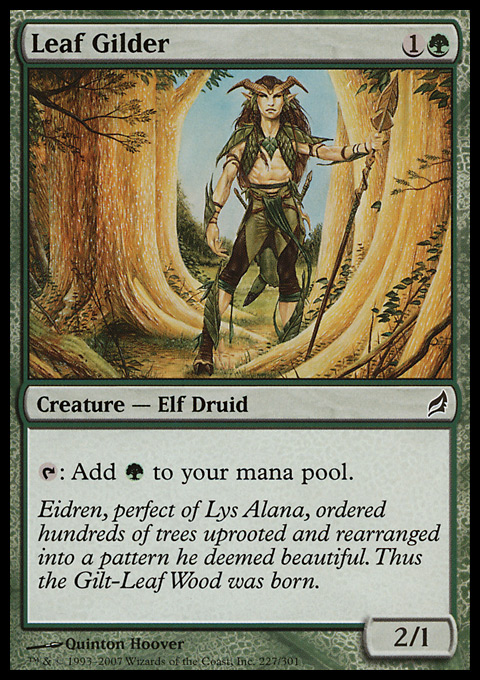 Leaf Gilder 1
Creature — Elf Druid
: Add to your mana pool.
Eidren, perfect of Lys Alana, ordered
hundreds of trees uprooted and rearranged
into a pattern he deemed beautiful. Thus
the Gilt-Leaf Wood was born.
Quinton Hoover
2/1
™ & © 1993–2007 Wizards of the Coast, Inc. 227/301